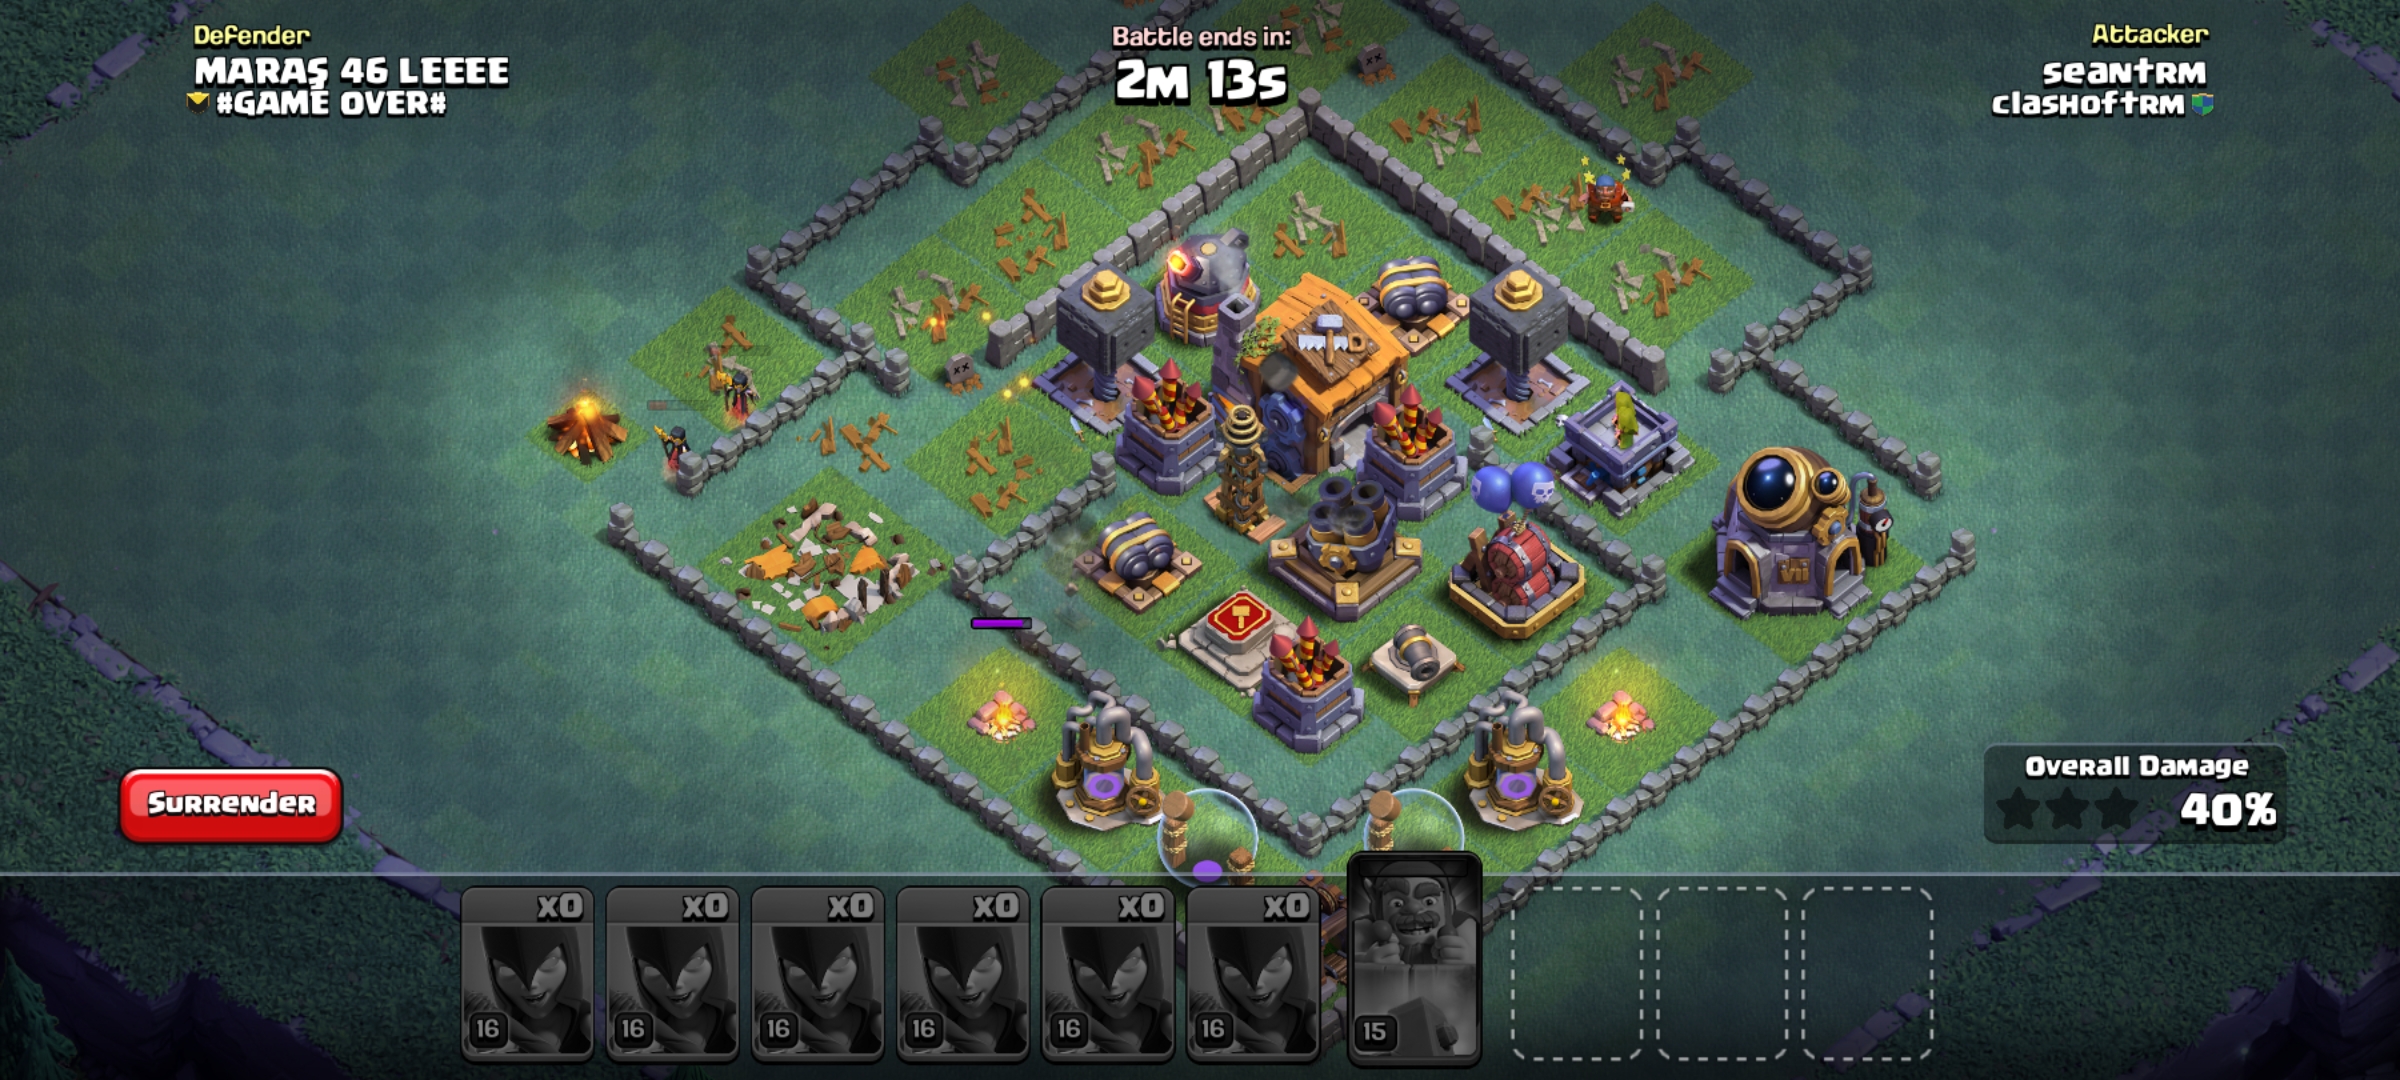 Defender
MARAŞ 46 LEEEE
#GAME OVER#
Battle ends in:
2M 13s
Attacker
seantRM
clashoftRM
Surrender
Overall Damage
40%
x0
x0
x0
x0
x0
x0
16
16
16
16
16
16
15
VII